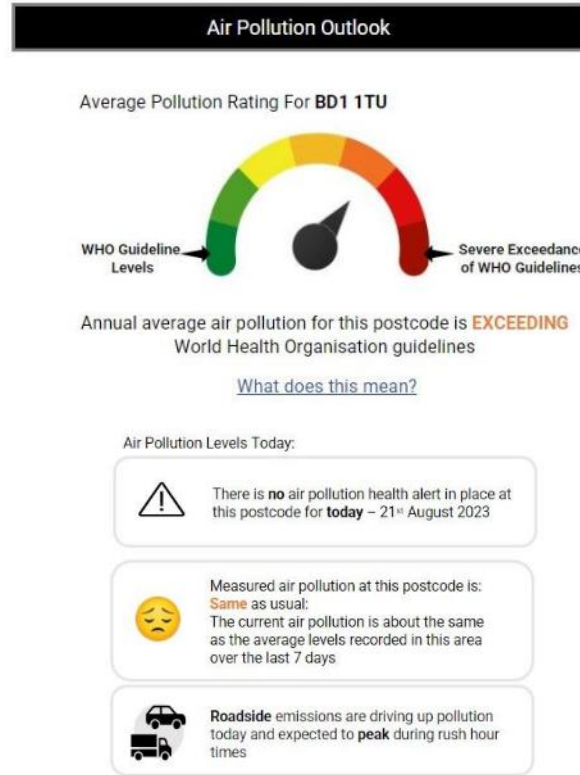 Air Pollution Outlook
Average Pollution Rating For BD1 1TU
WHO Guideline
Levels
Severe Exceedance
of WHO Guidelines
Annual average air pollution for this postcode is EXCEEDING
World Health Organisation guidelines
What does this mean?
Air Pollution Levels Today:
There is no air pollution health alert in place at
this postcode for today – 21st August 2023
Measured air pollution at this postcode is:
Same as usual:
The current air pollution is about the same
as the average levels recorded in this area
over the last 7 days
Roadside emissions are driving up pollution
today and expected to peak during rush hour
times